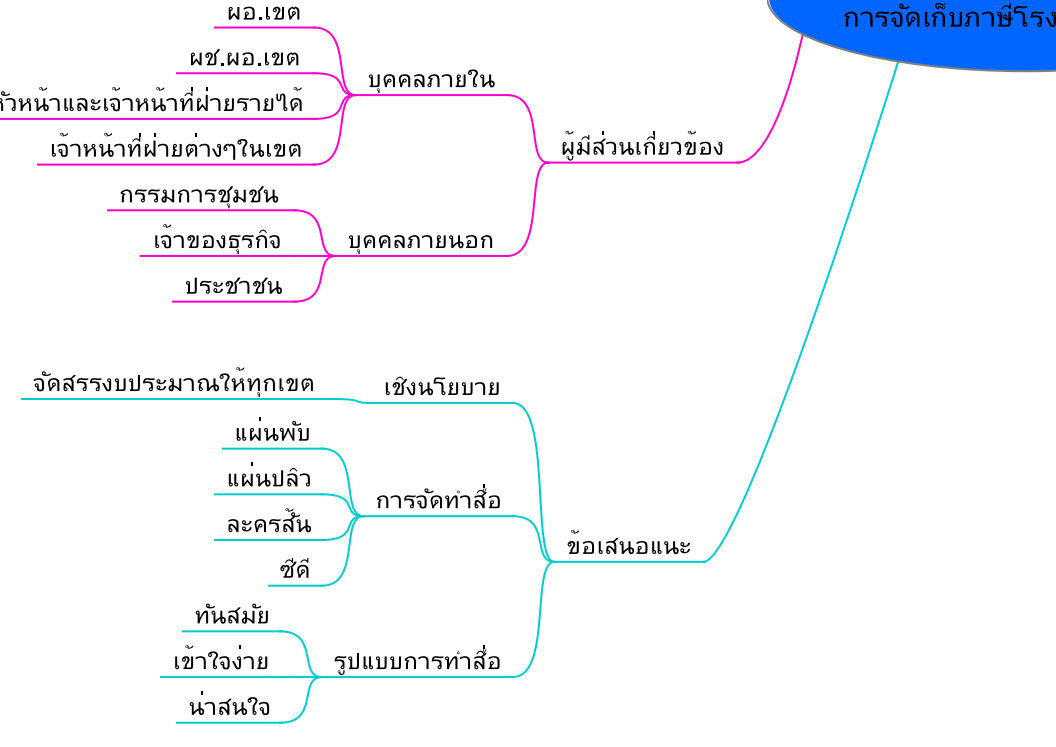 การจัดเก็บภาษีโรง
ผอ.เขต
ผช.ผอ.เขต
หัวหน้าและเจ้าหน้าที่ฝ่ายรายได้
เจ้าหน้าที่ฝ่ายต่างๆในเขต
บุคคลภายใน
กรรมการชุมชน
เจ้าของธุรกิจ
ประชาชน
บุคคลภายนอก
ผู้มีส่วนเกี่ยวข้อง
จัดสรรงบประมาณให้ทุกเขต
เชิงนโยบาย
แผ่นพับ
แผ่นปลิว
ละครสั้น
ซีดี
การจัดทำสื่อ
ทันสมัย
เข้าใจง่าย
น่าสนใจ
รูปแบบการทำสื่อ
ข้อเสนอแนะ